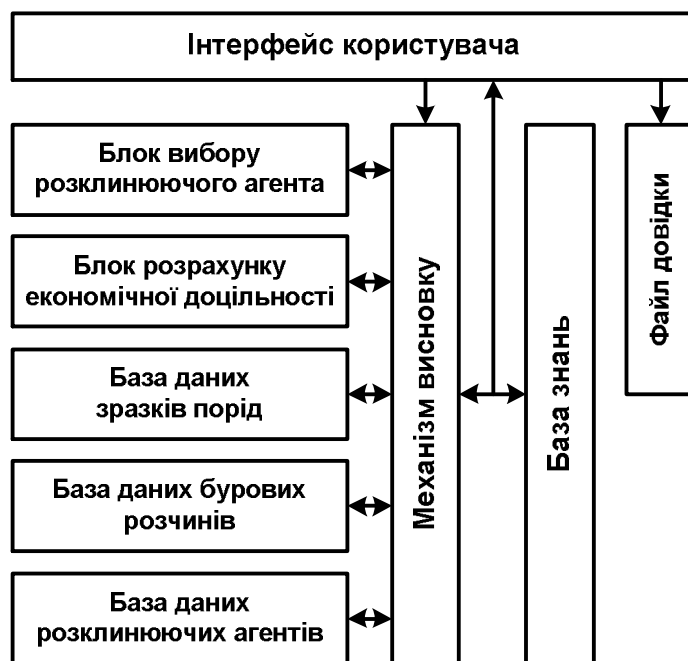 Інтерфейс користувача
Блок вибору
розклинюючого агента
Блок розрахунку
економічної доцільності
База даних
зразків порід
База даних бурових
розчинів
База даних
розклинюючих агентів
Механізм висновку
База знань
Файл довідки